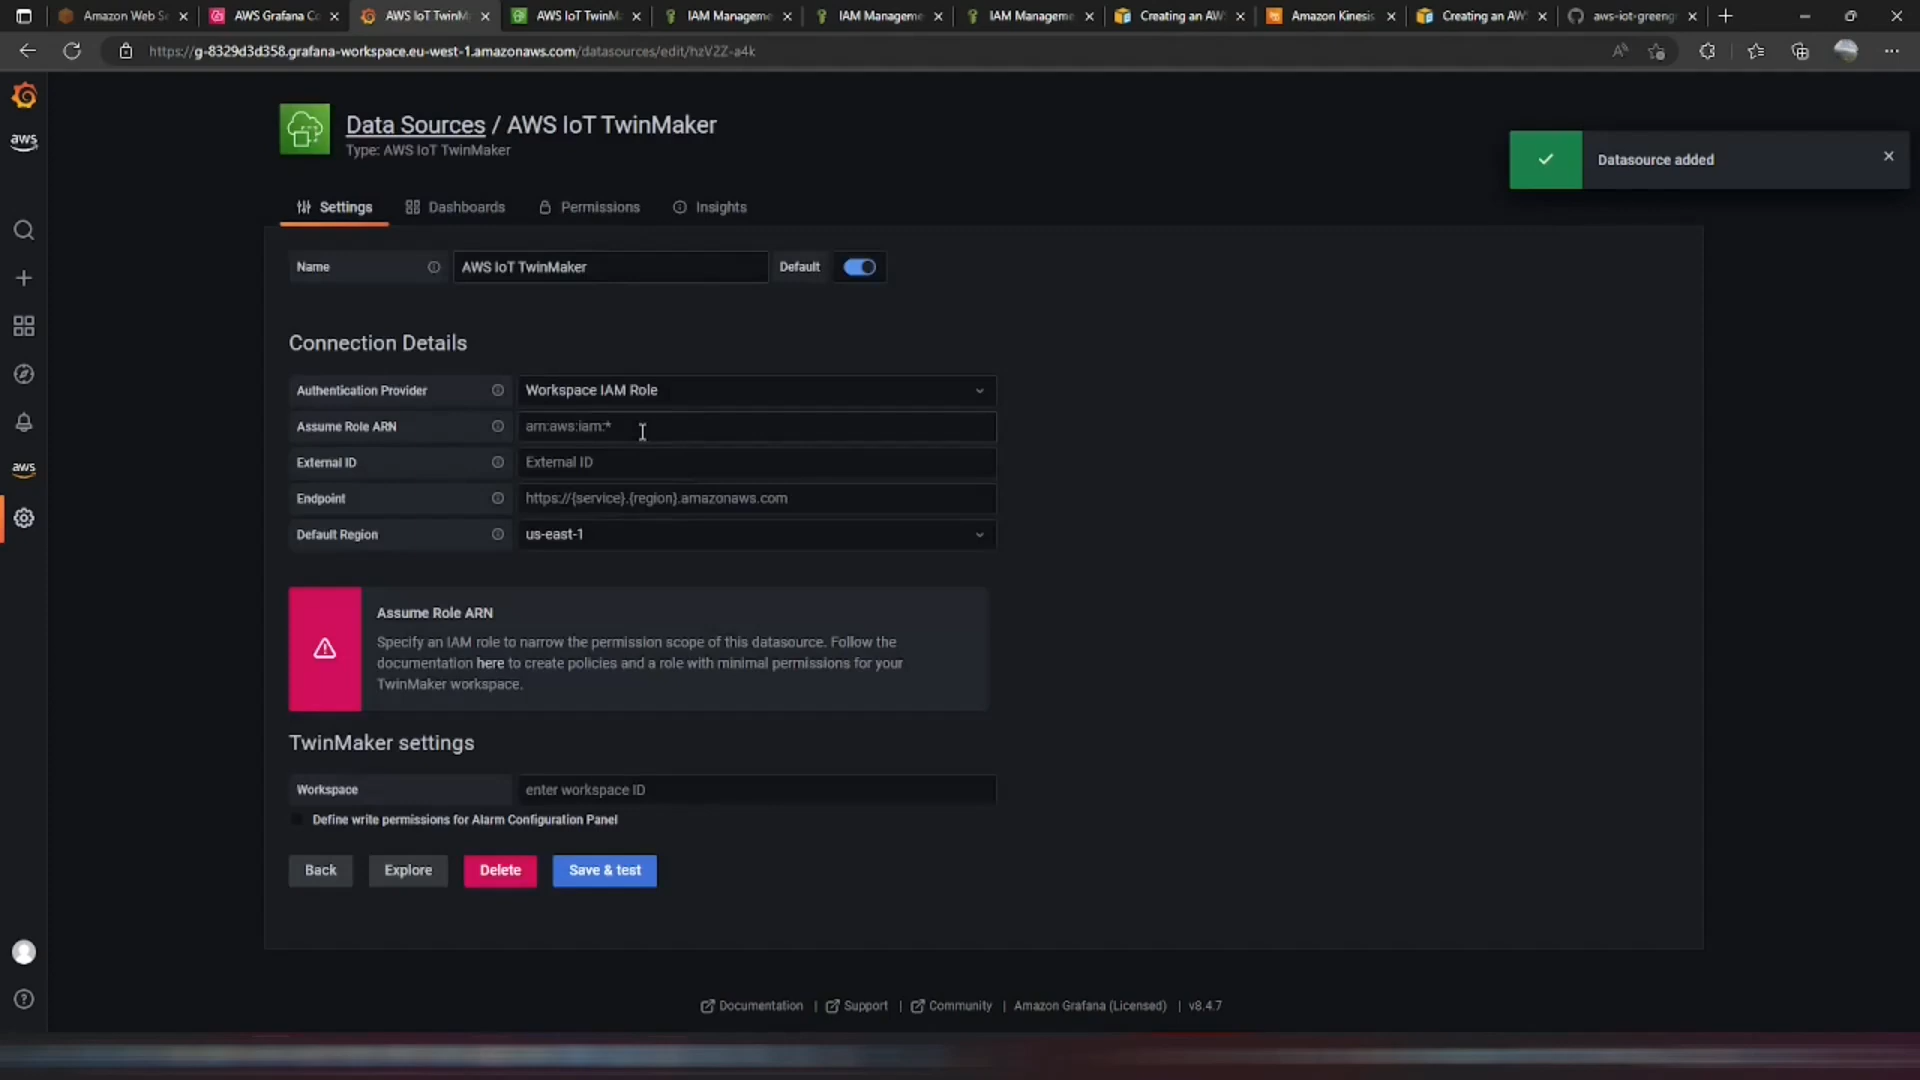 Amazon Web Se
AWS Grafana Co
AWS IoT TwinM
AWS IoT TwinM
IAM Manageme
IAM Manageme
IAM Manageme
Creating an AW
Amazon Kinesis
Creating an AW
aws-iot-greeng
https://g-8329d3d358.grafana-workspace.eu-west-1.amazonaws.com/datasources/edit/hzV2Z-a4k
aws
Data Sources / AWS IoT TwinMaker
Type: AWS IoT TwinMaker
Datasource added
Settings
Dashboards
Permissions
Insights
Name
AWS IoT TwinMaker
Default
Connection Details
Authentication Provider
Workspace IAM Role
Assume Role ARN
arn:aws:iam:*
External ID
External ID
Endpoint
https://{service}.{region}.amazonaws.com
aws
Default Region
us-east-1
Assume Role ARN
Specify an IAM role to narrow the permission scope of this datasource. Follow the
documentation here to create policies and a role with minimal permissions for your
TwinMaker workspace.
TwinMaker settings
Workspace
enter workspace ID
Define write permissions for Alarm Configuration Panel
Back
Explore
Delete
Save & test
Documentation | Support | Community | Amazon Grafana (Licensed) | v8.4.7